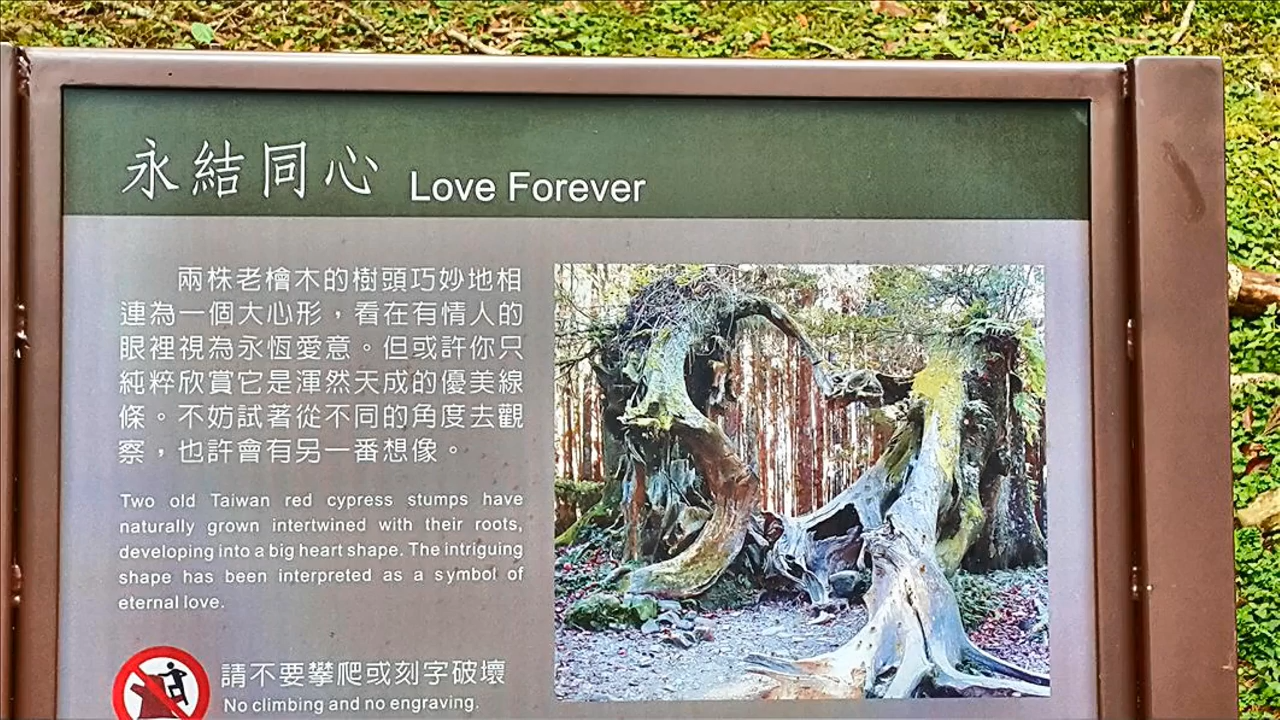 永結同心 Love Forever
兩株老檜木的樹頭巧妙地相
連為一個大心形，看在有情人的
眼裡視為永恆愛意。但或許你只
純粹欣賞它是渾然天成的優美線
條。不妨試著從不同的角度去觀
察，也許會有另一番想像。
Two old Taiwan red cypress stumps have
naturally grown intertwined with their roots,
developing into a big heart shape. The intriguing
shape has been interpreted as a symbol of
eternal love.
請不要攀爬或刻字破壞
No climbing and no engraving.